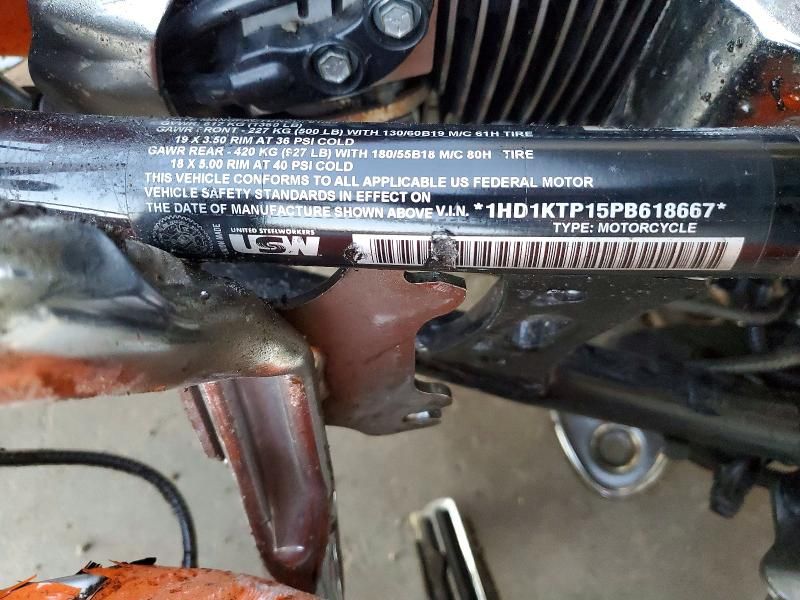 GAWR FRONT - 227 KG (500 LB) WITH 130/60B19 M/C 61H TIRE
19 X 3.50 RIM AT 36 PSI COLD
GAWR REAR - 420 KG (927 LB) WITH 180/55B18 M/C 80H TIRE
18 X 5.00 RIM AT 40 PSI COLD
THIS VEHICLE CONFORMS TO ALL APPLICABLE US FEDERAL MOTOR
VEHICLE SAFETY STANDARDS IN EFFECT ON
THE DATE OF MANUFACTURE SHOWN ABOVE V.I.N. *1HD1KTP15PB618667*
TYPE: MOTORCYCLE
UNITED STEELWORKERS
USW
UNION MADE